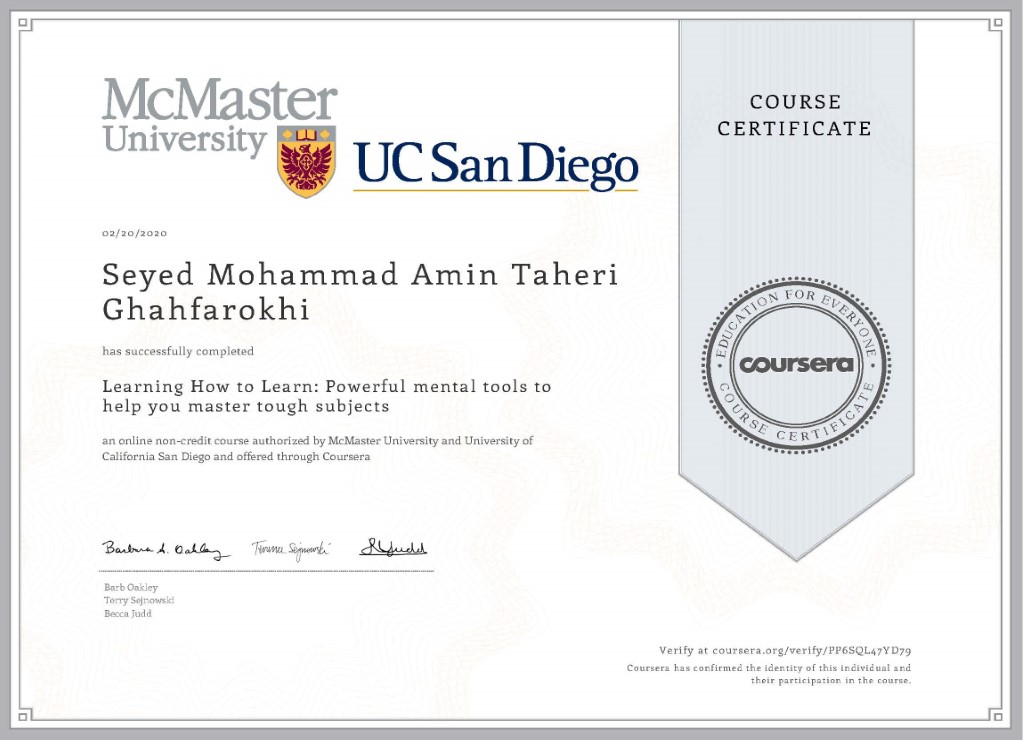 McMaster
University
UC San Diego
COURSE
CERTIFICATE
02/20/2020
Seyed Mohammad Amin Taheri
Ghahfarokhi
has successfully completed
Learning How to Learn: Powerful mental tools to
help you master tough subjects
an online non-credit course authorized by McMaster University and University of
California San Diego and offered through Coursera
EDUCATION FOR EVERYONE
coursera
COURSE CERTIFICATE
Barbara A. Oakley
Terrence Sejnowski
Barb Oakley
Terry Sejnowski
Becca Judd
Verify at coursera.org/verify/PP6SQL47YD79
Coursera has confirmed the identity of this individual and
their participation in the course.